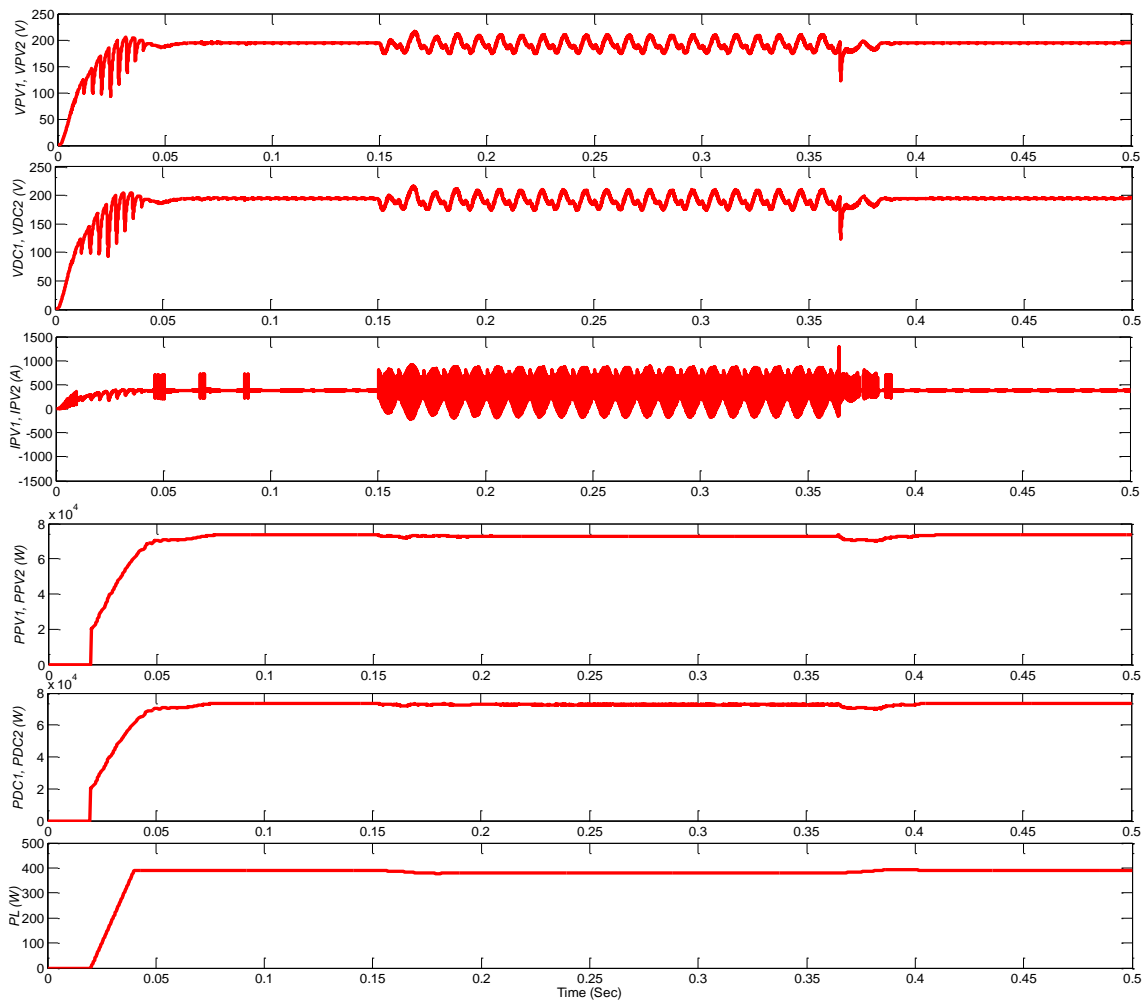 250
200
150
100
50
0
VPV1, VPV2 (V)
0 0.05 0.1 0.15 0.2 0.25 0.3 0.35 0.4 0.45 0.5
250
200
150
100
50
0
VDC1, VDC2 (V)
0 0.05 0.1 0.15 0.2 0.25 0.3 0.35 0.4 0.45 0.5
1500
1000
500
0
-500
-1000
-1500
IPV1, IPV2 (A)
0 0.05 0.1 0.15 0.2 0.25 0.3 0.35 0.4 0.45 0.5
x 10^4
8
6
4
2
0
PPV1, PPV2 (W)
0 0.05 0.1 0.15 0.2 0.25 0.3 0.35 0.4 0.45 0.5
x 10^4
8
6
4
2
0
PDC1, PDC2 (W)
0 0.05 0.1 0.15 0.2 0.25 0.3 0.35 0.4 0.45 0.5
500
400
300
200
100
0
PL (W)
0 0.05 0.1 0.15 0.2 0.25 0.3 0.35 0.4 0.45 0.5
Time (Sec)